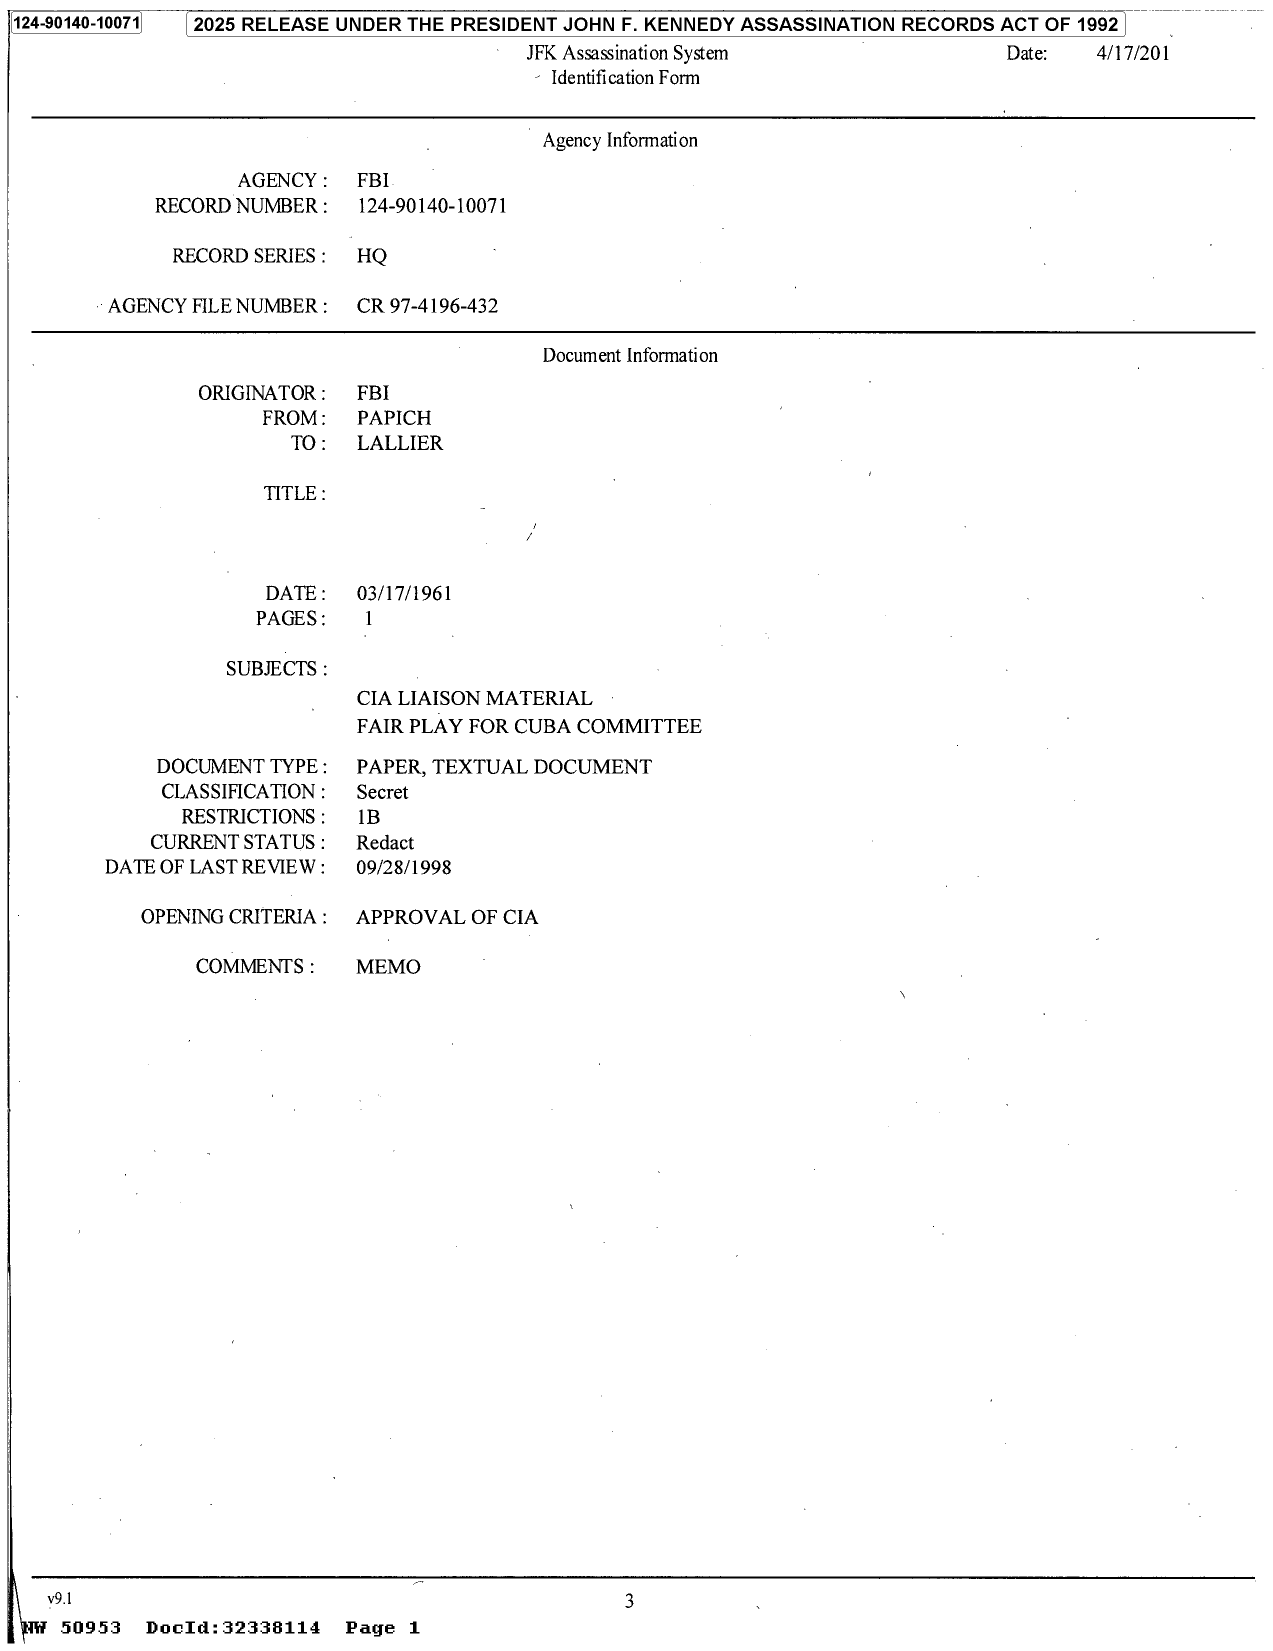 124-90140-10071 2025 RELEASE UNDER THE PRESIDENT JOHN F. KENNEDY ASSASSINATION RECORDS ACT OF 1992
JFK Assassination System Date: 4/17/201
Identification Form
Agency Information
AGENCY : FBI
RECORD NUMBER : 124-90140-10071
RECORD SERIES : HQ
AGENCY FILE NUMBER : CR 97-4196-432
Document Information
ORIGINATOR : FBI
FROM : PAPICH
TO : LALLIER
TITLE :
DATE : 03/17/1961
PAGES : 1
SUBJECTS :
CIA LIAISON MATERIAL
FAIR PLAY FOR CUBA COMMITTEE
DOCUMENT TYPE : PAPER, TEXTUAL DOCUMENT
CLASSIFICATION : Secret
RESTRICTIONS : 1B
CURRENT STATUS : Redact
DATE OF LAST REVIEW : 09/28/1998
OPENING CRITERIA : APPROVAL OF CIA
COMMENTS : MEMO
v9.1 3
NW 50953 DocId:32338114 Page 1